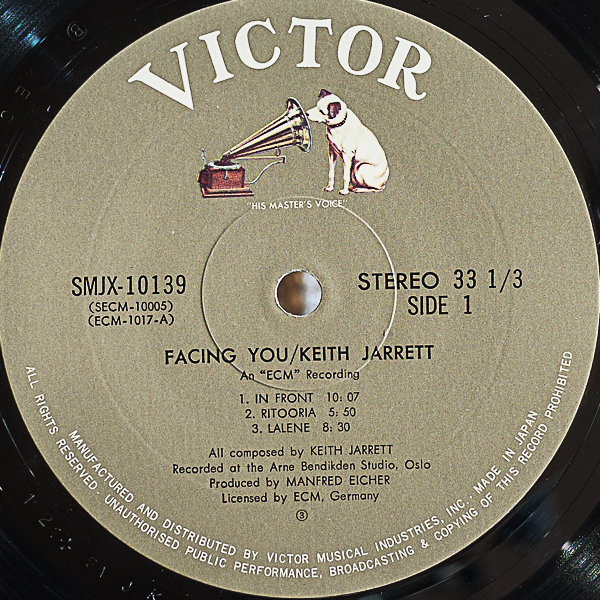 VICTOR
"HIS MASTER'S VOICE"
SMJX-10139
(SECM-10005)
(ECM-1017-A)
STEREO 33 1/3
SIDE 1
FACING YOU/KEITH JARRETT
An "ECM" Recording
1. IN FRONT 10: 07
2. RITOORIA 5: 50
3. LALENE 8: 30
All composed by KEITH JARRETT
Recorded at the Arne Bendikden Studio, Oslo
Produced by MANFRED EICHER
Licensed by ECM, Germany
MANUFACTURED AND DISTRIBUTED BY VICTOR MUSICAL INDUSTRIES, INC. · MADE IN JAPAN
ALL RIGHTS RESERVED. UNAUTHORISED PUBLIC PERFORMANCE, BROADCASTING & COPYING OF THIS RECORD PROHIBITED